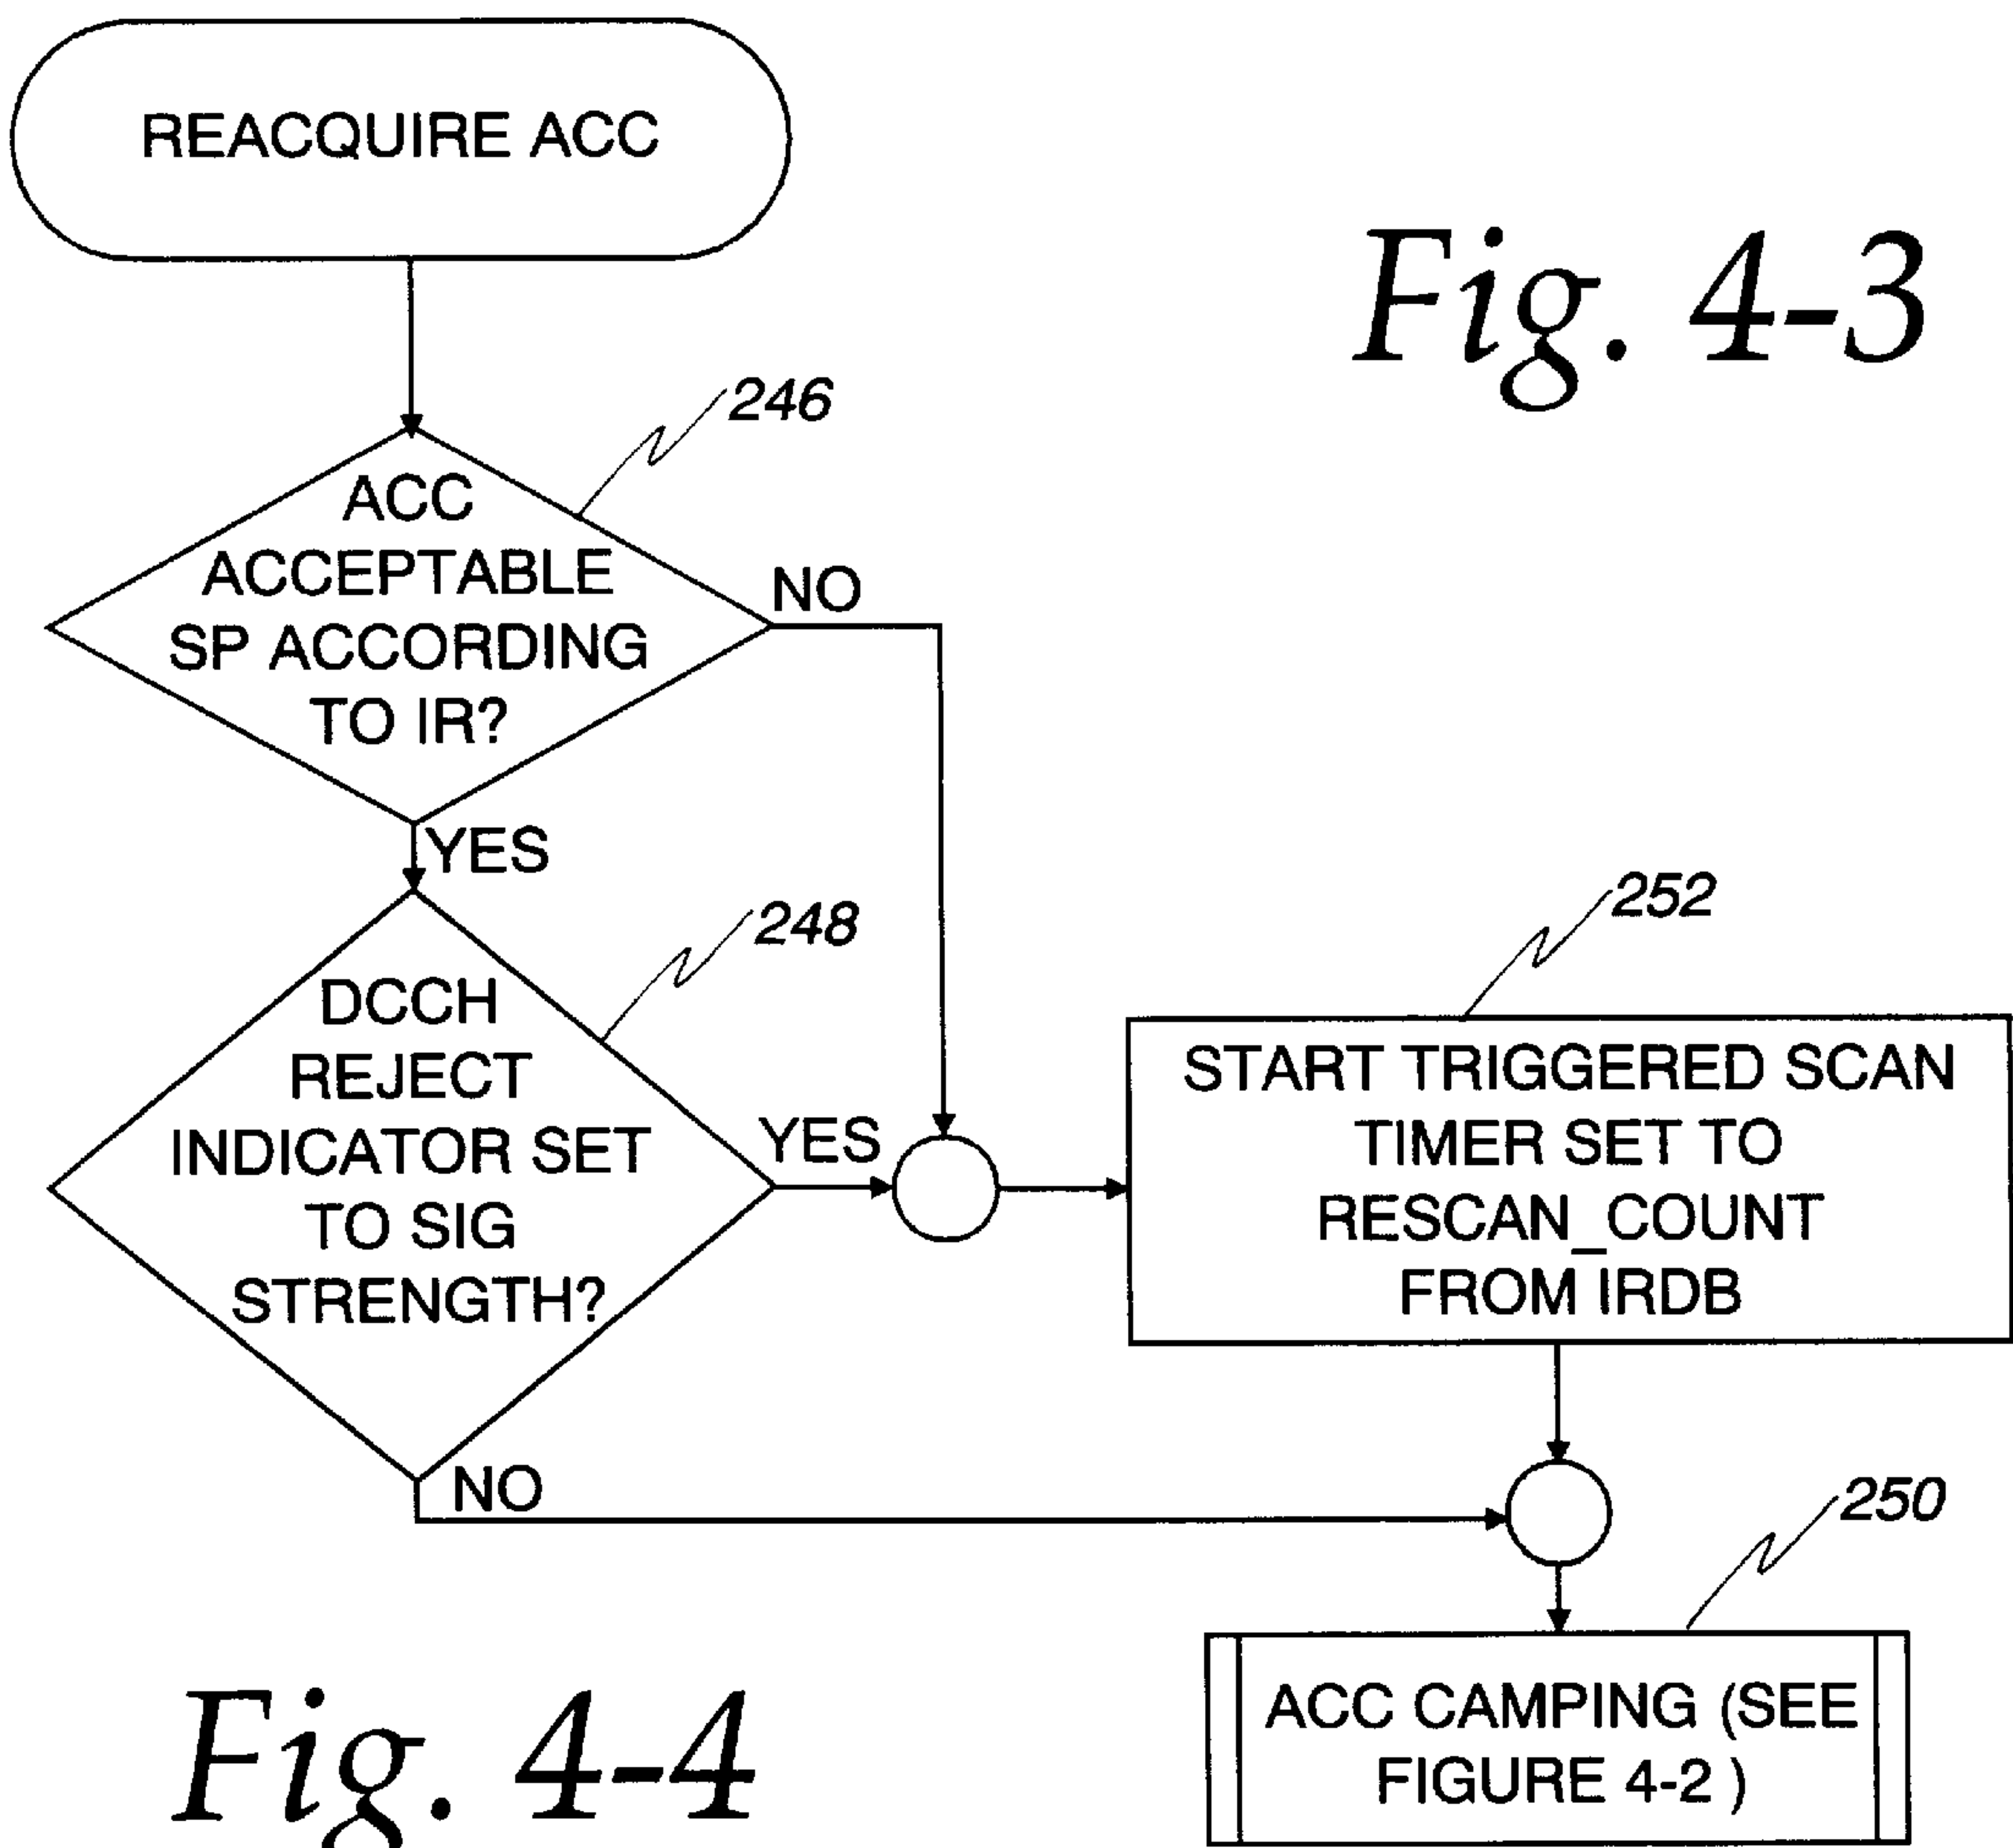 REACQUIRE ACC
Fig. 4-3
246
ACC
ACCEPTABLE
SP ACCORDING
TO IR?
NO
YES
248
DCCH
REJECT
INDICATOR SET
TO SIG
STRENGTH?
YES
NO
252
START TRIGGERED SCAN
TIMER SET TO
RESCAN_COUNT
FROM IRDB
250
ACC CAMPING (SEE
FIGURE 4-2 )
Fig. 4-4